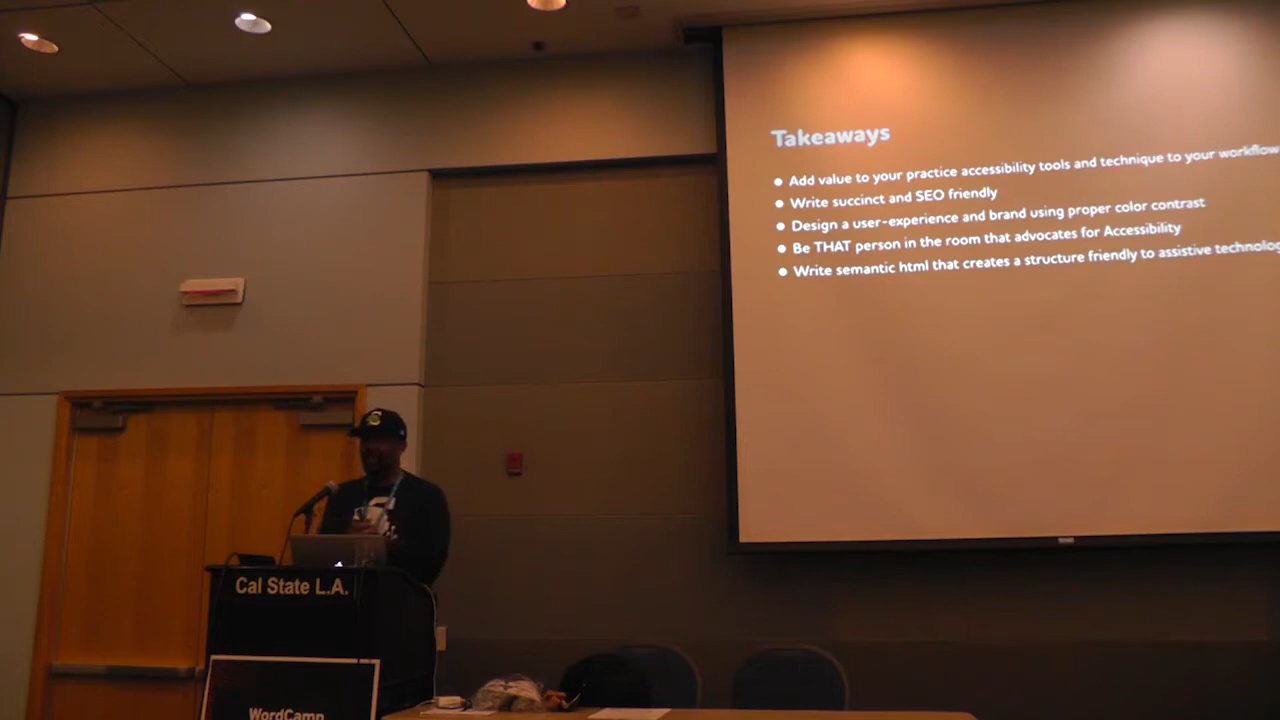 Takeaways
● Add value to your practice accessibility tools and technique to your workflow
● Write succinct and SEO friendly
● Design a user-experience and brand using proper color contrast
● Be THAT person in the room that advocates for Accessibility
● Write semantic html that creates a structure friendly to assistive technolog
Cal State L.A.
WordCamp